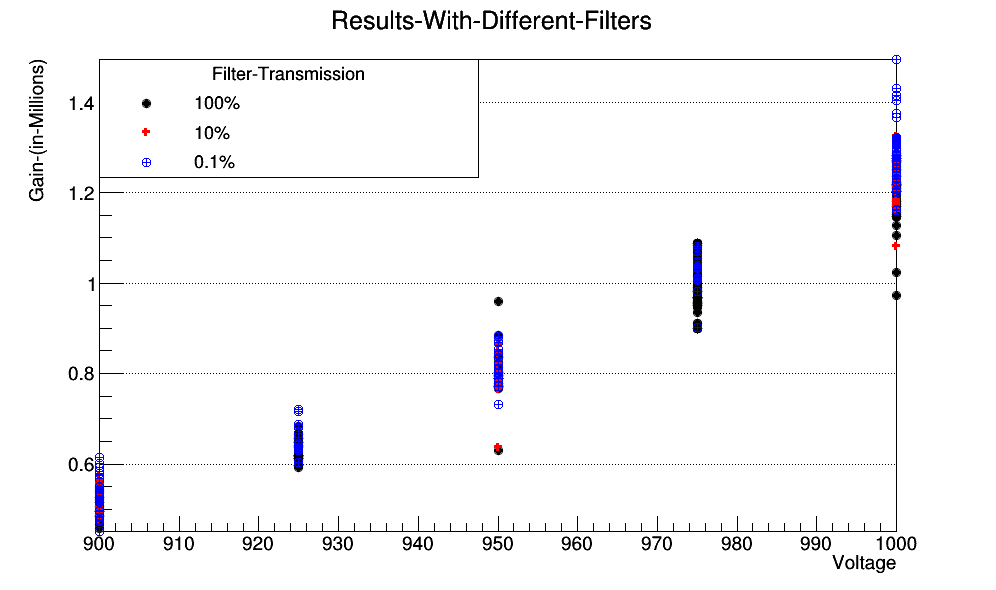 Results-With-Different-Filters
Gain-(in-Millions)
Filter-Transmission
100%
10%
0.1%
1.4
1.2
1
0.8
0.6
900 910 920 930 940 950 960 970 980 990 1000
Voltage